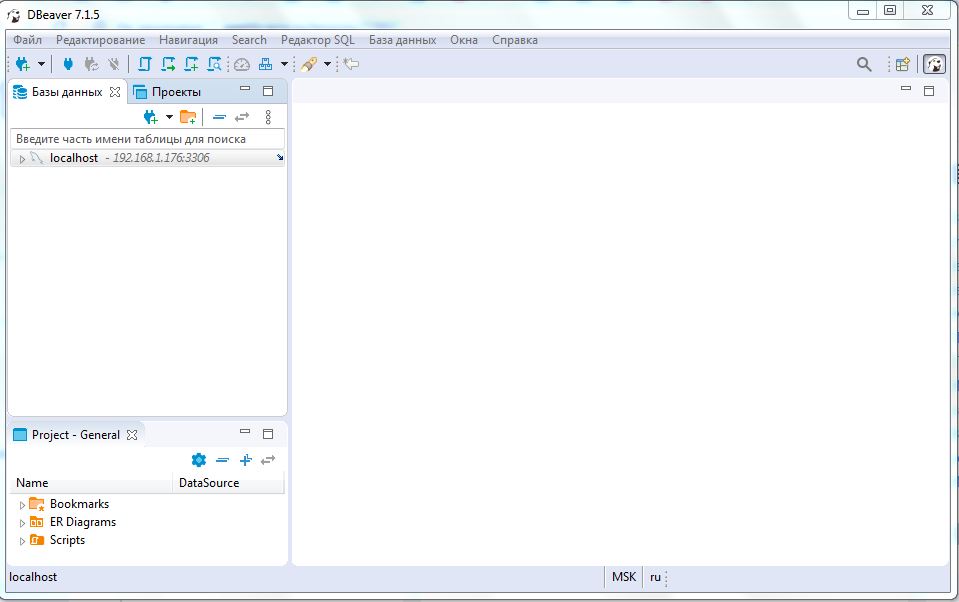 DBeaver 7.1.5
Файл Редактирование Навигация Search Редактор SQL База данных Окна Справка
Базы данных Проекты
Введите часть имени таблицы для поиска
localhost - 192.168.1.176:3306
Project - General
Name DataSource
Bookmarks
ER Diagrams
Scripts
localhost MSK ru